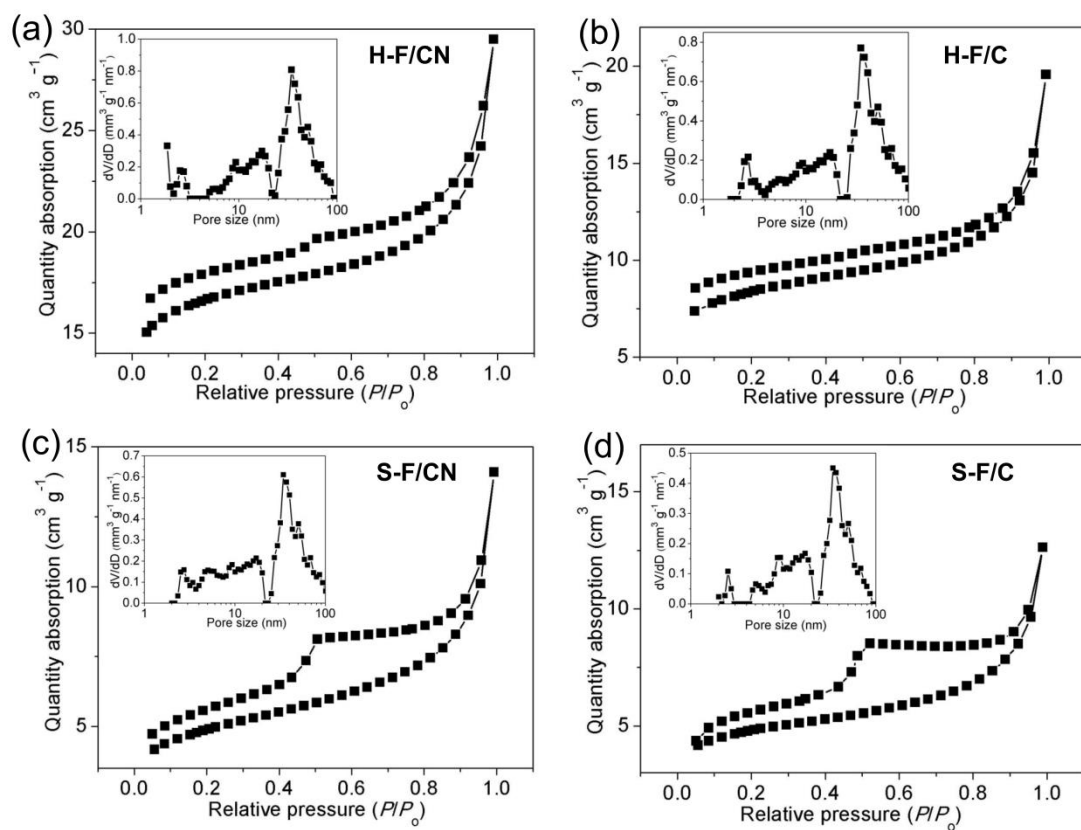 (a)
H-F/CN
Quantity absorption (cm³ g⁻¹)
30
25
20
15
0.0 0.2 0.4 0.6 0.8 1.0
Relative pressure (P/Pₒ)
dV/dD (mm³ g⁻¹ nm⁻¹)
1.0
0.8
0.6
0.4
0.2
0.0
1 10 100
Pore size (nm)
(b)
H-F/C
Quantity absorption (cm³ g⁻¹)
20
15
10
5
0.0 0.2 0.4 0.6 0.8 1.0
Relative pressure (P/Pₒ)
dV/dD (mm³ g⁻¹ nm⁻¹)
0.8
0.6
0.4
0.2
0.0
1 10 100
Pore size (nm)
(c)
S-F/CN
Quantity absorption (cm³ g⁻¹)
15
10
5
0.0 0.2 0.4 0.6 0.8 1.0
Relative pressure (P/Pₒ)
dV/dD (mm³ g⁻¹ nm⁻¹)
0.7
0.6
0.5
0.4
0.3
0.2
0.1
0.0
1 10 100
Pore size (nm)
(d)
S-F/C
Quantity absorption (cm³ g⁻¹)
15
10
5
0.0 0.2 0.4 0.6 0.8 1.0
Relative pressure (P/Pₒ)
dV/dD (mm³ g⁻¹ nm⁻¹)
0.5
0.4
0.3
0.2
0.1
0.0
1 10 100
Pore size (nm)